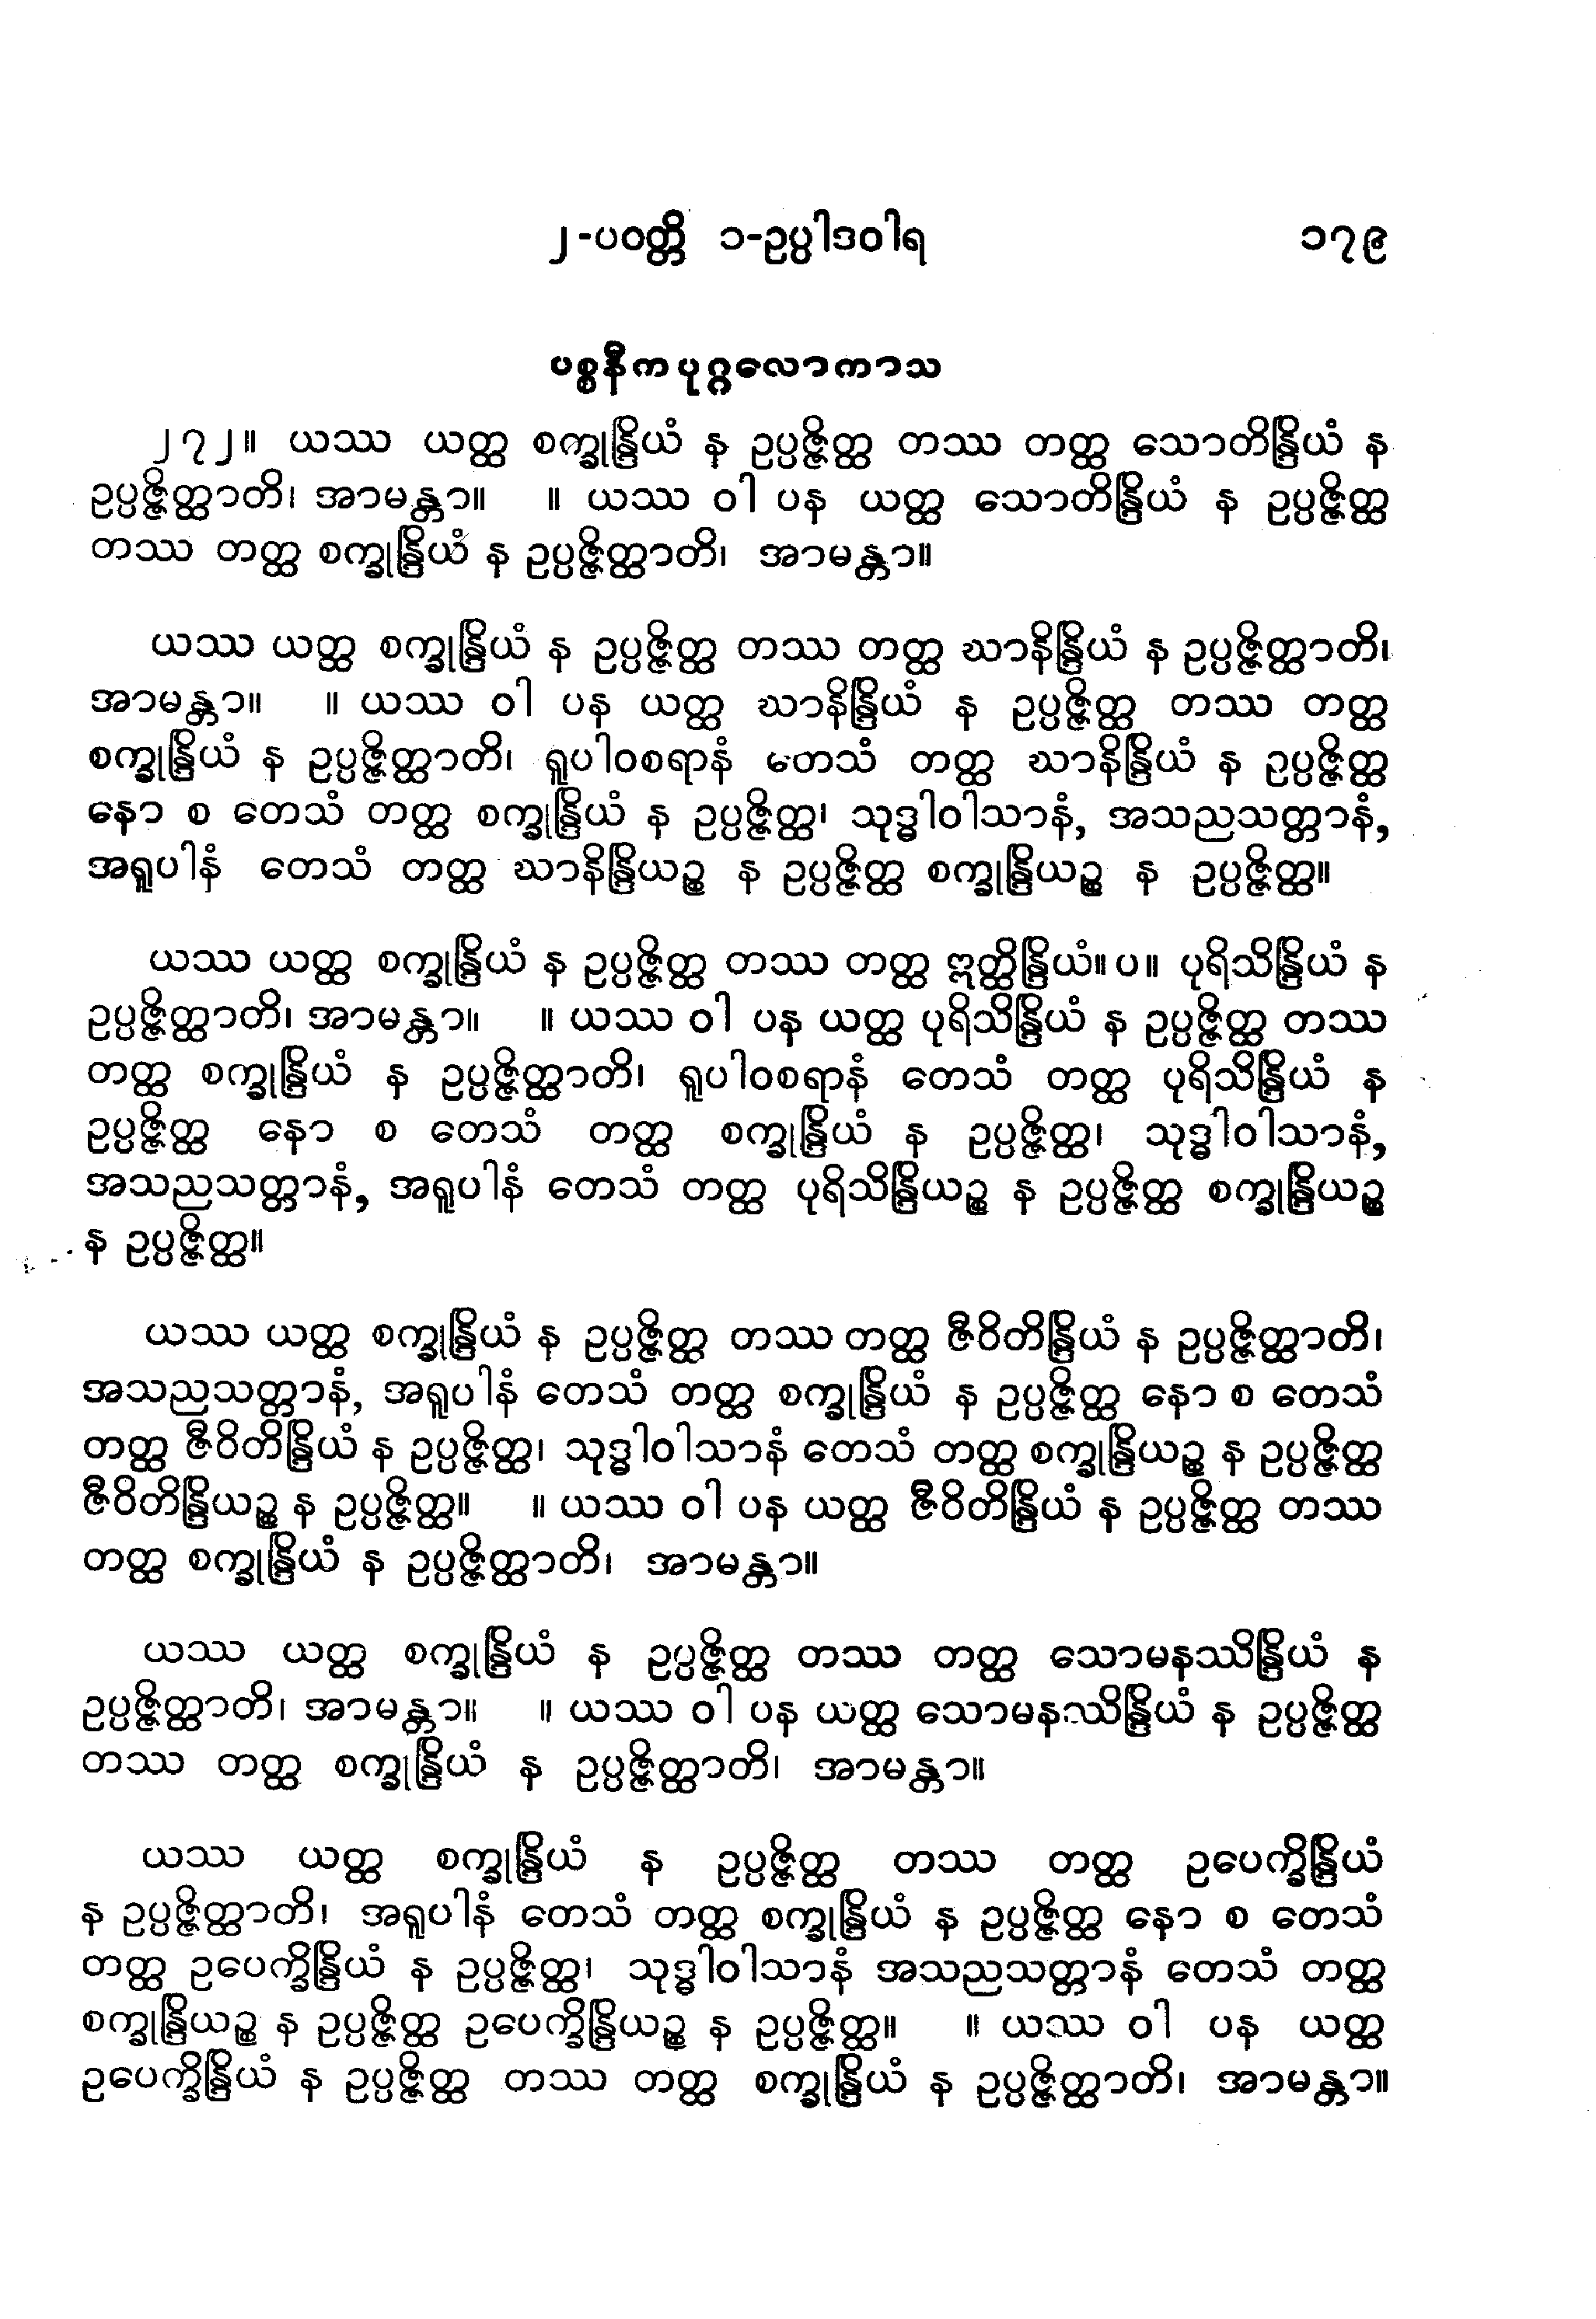 ၂-ပဝတ္တိ ၁-ဥပ္ပါဒဝါရ ၁၇၉
ပစ္စနီကပုဂ္ဂလောကာသ
၂၇၂။ ယဿ ယတ္ထ စက္ခုန္ဒြိယံ န ဥပ္ပဇ္ဇိတ္ထ တဿ တတ္ထ သောတိန္ဒြိယံ န
ဥပ္ပဇ္ဇိတ္ထာတိ၊ အာမန္တာ။ ။ ယဿ ဝါ ပန ယတ္ထ သောတိန္ဒြိယံ န ဥပ္ပဇ္ဇိတ္ထ
တဿ တတ္ထ စက္ခုန္ဒြိယံ န ဥပ္ပဇ္ဇိတ္ထာတိ၊ အာမန္တာ။
ယဿ ယတ္ထ စက္ခုန္ဒြိယံ န ဥပ္ပဇ္ဇိတ္ထ တဿ တတ္ထ ဃာနိန္ဒြိယံ န ဥပ္ပဇ္ဇိတ္ထာတိ၊
အာမန္တာ။ ။ ယဿ ဝါ ပန ယတ္ထ ဃာနိန္ဒြိယံ န ဥပ္ပဇ္ဇိတ္ထ တဿ တတ္ထ
စက္ခုန္ဒြိယံ န ဥပ္ပဇ္ဇိတ္ထာတိ၊ ရူပါဝစရာနံ တေသံ တတ္ထ ဃာနိန္ဒြိယံ န ဥပ္ပဇ္ဇိတ္ထ
နော စ တေသံ တတ္ထ စက္ခုန္ဒြိယံ န ဥပ္ပဇ္ဇိတ္ထ၊ သုဒ္ဓါဝါသာနံ, အသညသတ္တာနံ,
အရူပါနံ တေသံ တတ္ထ ဃာနိန္ဒြိယဉ္စ န ဥပ္ပဇ္ဇိတ္ထ စက္ခုန္ဒြိယဉ္စ န ဥပ္ပဇ္ဇိတ္ထ။
ယဿ ယတ္ထ စက္ခုန္ဒြိယံ န ဥပ္ပဇ္ဇိတ္ထ တဿ တတ္ထ ဣတ္ထိန္ဒြိယံ။ပ။ ပုရိသိန္ဒြိယံ န
ဥပ္ပဇ္ဇိတ္ထာတိ၊ အာမန္တာ။ ။ ယဿ ဝါ ပန ယတ္ထ ပုရိသိန္ဒြိယံ န ဥပ္ပဇ္ဇိတ္ထ တဿ
တတ္ထ စက္ခုန္ဒြိယံ န ဥပ္ပဇ္ဇိတ္ထာတိ၊ ရူပါဝစရာနံ တေသံ တတ္ထ ပုရိသိန္ဒြိယံ န
ဥပ္ပဇ္ဇိတ္ထ နော စ တေသံ တတ္ထ စက္ခုန္ဒြိယံ န ဥပ္ပဇ္ဇိတ္ထ၊ သုဒ္ဓါဝါသာနံ,
အသညသတ္တာနံ, အရူပါနံ တေသံ တတ္ထ ပုရိသိန္ဒြိယဉ္စ န ဥပ္ပဇ္ဇိတ္ထ စက္ခုန္ဒြိယဉ္စ
န ဥပ္ပဇ္ဇိတ္ထ။
ယဿ ယတ္ထ စက္ခုန္ဒြိယံ န ဥပ္ပဇ္ဇိတ္ထ တဿ တတ္ထ ဇီဝိတိန္ဒြိယံ န ဥပ္ပဇ္ဇိတ္ထာတိ၊
အသညသတ္တာနံ, အရူပါနံ တေသံ တတ္ထ စက္ခုန္ဒြိယံ န ဥပ္ပဇ္ဇိတ္ထ နော စ တေသံ
တတ္ထ ဇီဝိတိန္ဒြိယံ န ဥပ္ပဇ္ဇိတ္ထ၊ သုဒ္ဓါဝါသာနံ တေသံ တတ္ထ စက္ခုန္ဒြိယဉ္စ န ဥပ္ပဇ္ဇိတ္ထ
ဇီဝိတိန္ဒြိယဉ္စ န ဥပ္ပဇ္ဇိတ္ထ။ ။ ယဿ ဝါ ပန ယတ္ထ ဇီဝိတိန္ဒြိယံ န ဥပ္ပဇ္ဇိတ္ထ တဿ
တတ္ထ စက္ခုန္ဒြိယံ န ဥပ္ပဇ္ဇိတ္ထာတိ၊ အာမန္တာ။
ယဿ ယတ္ထ စက္ခုန္ဒြိယံ န ဥပ္ပဇ္ဇိတ္ထ တဿ တတ္ထ သောမနဿိန္ဒြိယံ န
ဥပ္ပဇ္ဇိတ္ထာတိ၊ အာမန္တာ။ ။ ယဿ ဝါ ပန ယတ္ထ သောမနဿိန္ဒြိယံ န ဥပ္ပဇ္ဇိတ္ထ
တဿ တတ္ထ စက္ခုန္ဒြိယံ န ဥပ္ပဇ္ဇိတ္ထာတိ၊ အာမန္တာ။
ယဿ ယတ္ထ စက္ခုန္ဒြိယံ န ဥပ္ပဇ္ဇိတ္ထ တဿ တတ္ထ ဥပေက္ခိန္ဒြိယံ
န ဥပ္ပဇ္ဇိတ္ထာတိ၊ အရူပါနံ တေသံ တတ္ထ စက္ခုန္ဒြိယံ န ဥပ္ပဇ္ဇိတ္ထ နော စ တေသံ
တတ္ထ ဥပေက္ခိန္ဒြိယံ န ဥပ္ပဇ္ဇိတ္ထ၊ သုဒ္ဓါဝါသာနံ အသညသတ္တာနံ တေသံ တတ္ထ
စက္ခုန္ဒြိယဉ္စ န ဥပ္ပဇ္ဇိတ္ထ ဥပေက္ခိန္ဒြိယဉ္စ န ဥပ္ပဇ္ဇိတ္ထ။ ။ ယဿ ဝါ ပန ယတ္ထ
ဥပေက္ခိန္ဒြိယံ န ဥပ္ပဇ္ဇိတ္ထ တဿ တတ္ထ စက္ခုန္ဒြိယံ န ဥပ္ပဇ္ဇိတ္ထာတိ၊ အာမန္တာ။